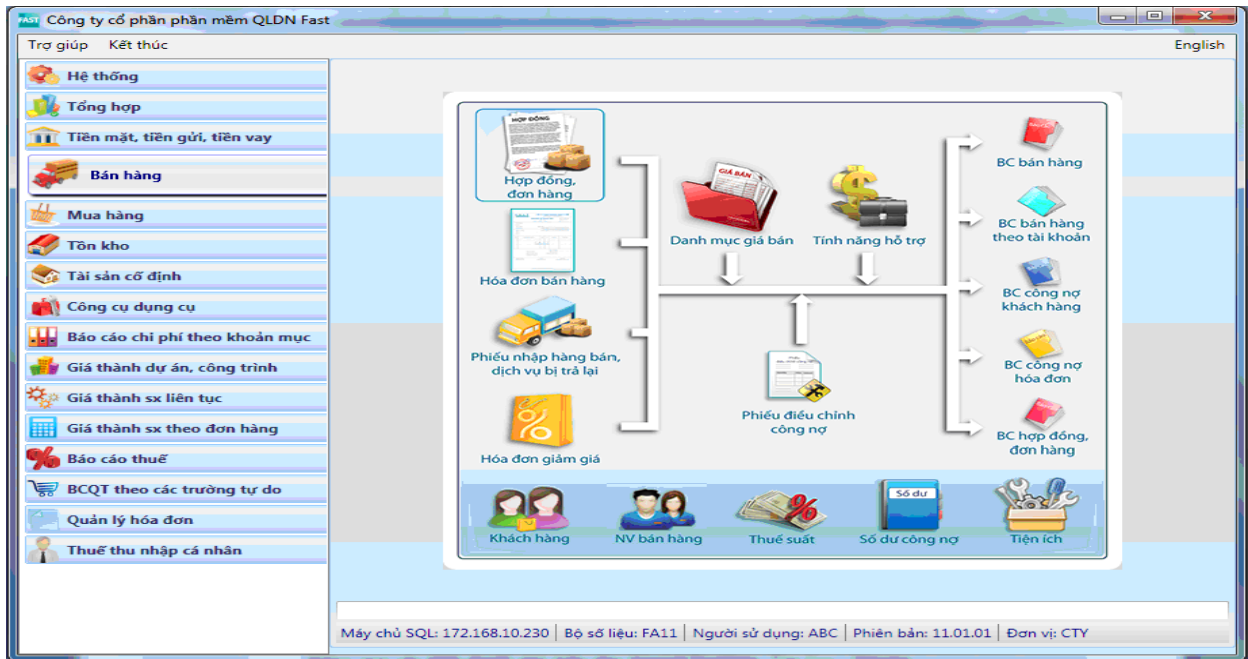 FAST Công ty cổ phần phần mềm QLDN Fast
Trợ giúp Kết thúc English
Hệ thống
Tổng hợp
Tiền mặt, tiền gửi, tiền vay
Bán hàng
Mua hàng
Tồn kho
Tài sản cố định
Công cụ dụng cụ
Báo cáo chi phí theo khoản mục
Giá thành dự án, công trình
Giá thành sx liên tục
Giá thành sx theo đơn hàng
Báo cáo thuế
BCQT theo các trường tự do
Quản lý hóa đơn
Thuế thu nhập cá nhân
HỢP ĐỒNG
Hợp đồng,
đơn hàng
Hóa đơn bán hàng
Phiếu nhập hàng bán,
dịch vụ bị trả lại
Hóa đơn giảm giá
GIÁ BÁN
Danh mục giá bán
Tính năng hỗ trợ
Phiếu điều chỉnh
công nợ
BC bán hàng
BC bán hàng
theo tài khoản
BC công nợ
khách hàng
BC công nợ
hóa đơn
BC hợp đồng,
đơn hàng
Khách hàng
NV bán hàng
Thuế suất
Số dư
Số dư công nợ
Tiện ích
Máy chủ SQL: 172.168.10.230 Bộ số liệu: FA11 Người sử dụng: ABC Phiên bản: 11.01.01 Đơn vị: CTY